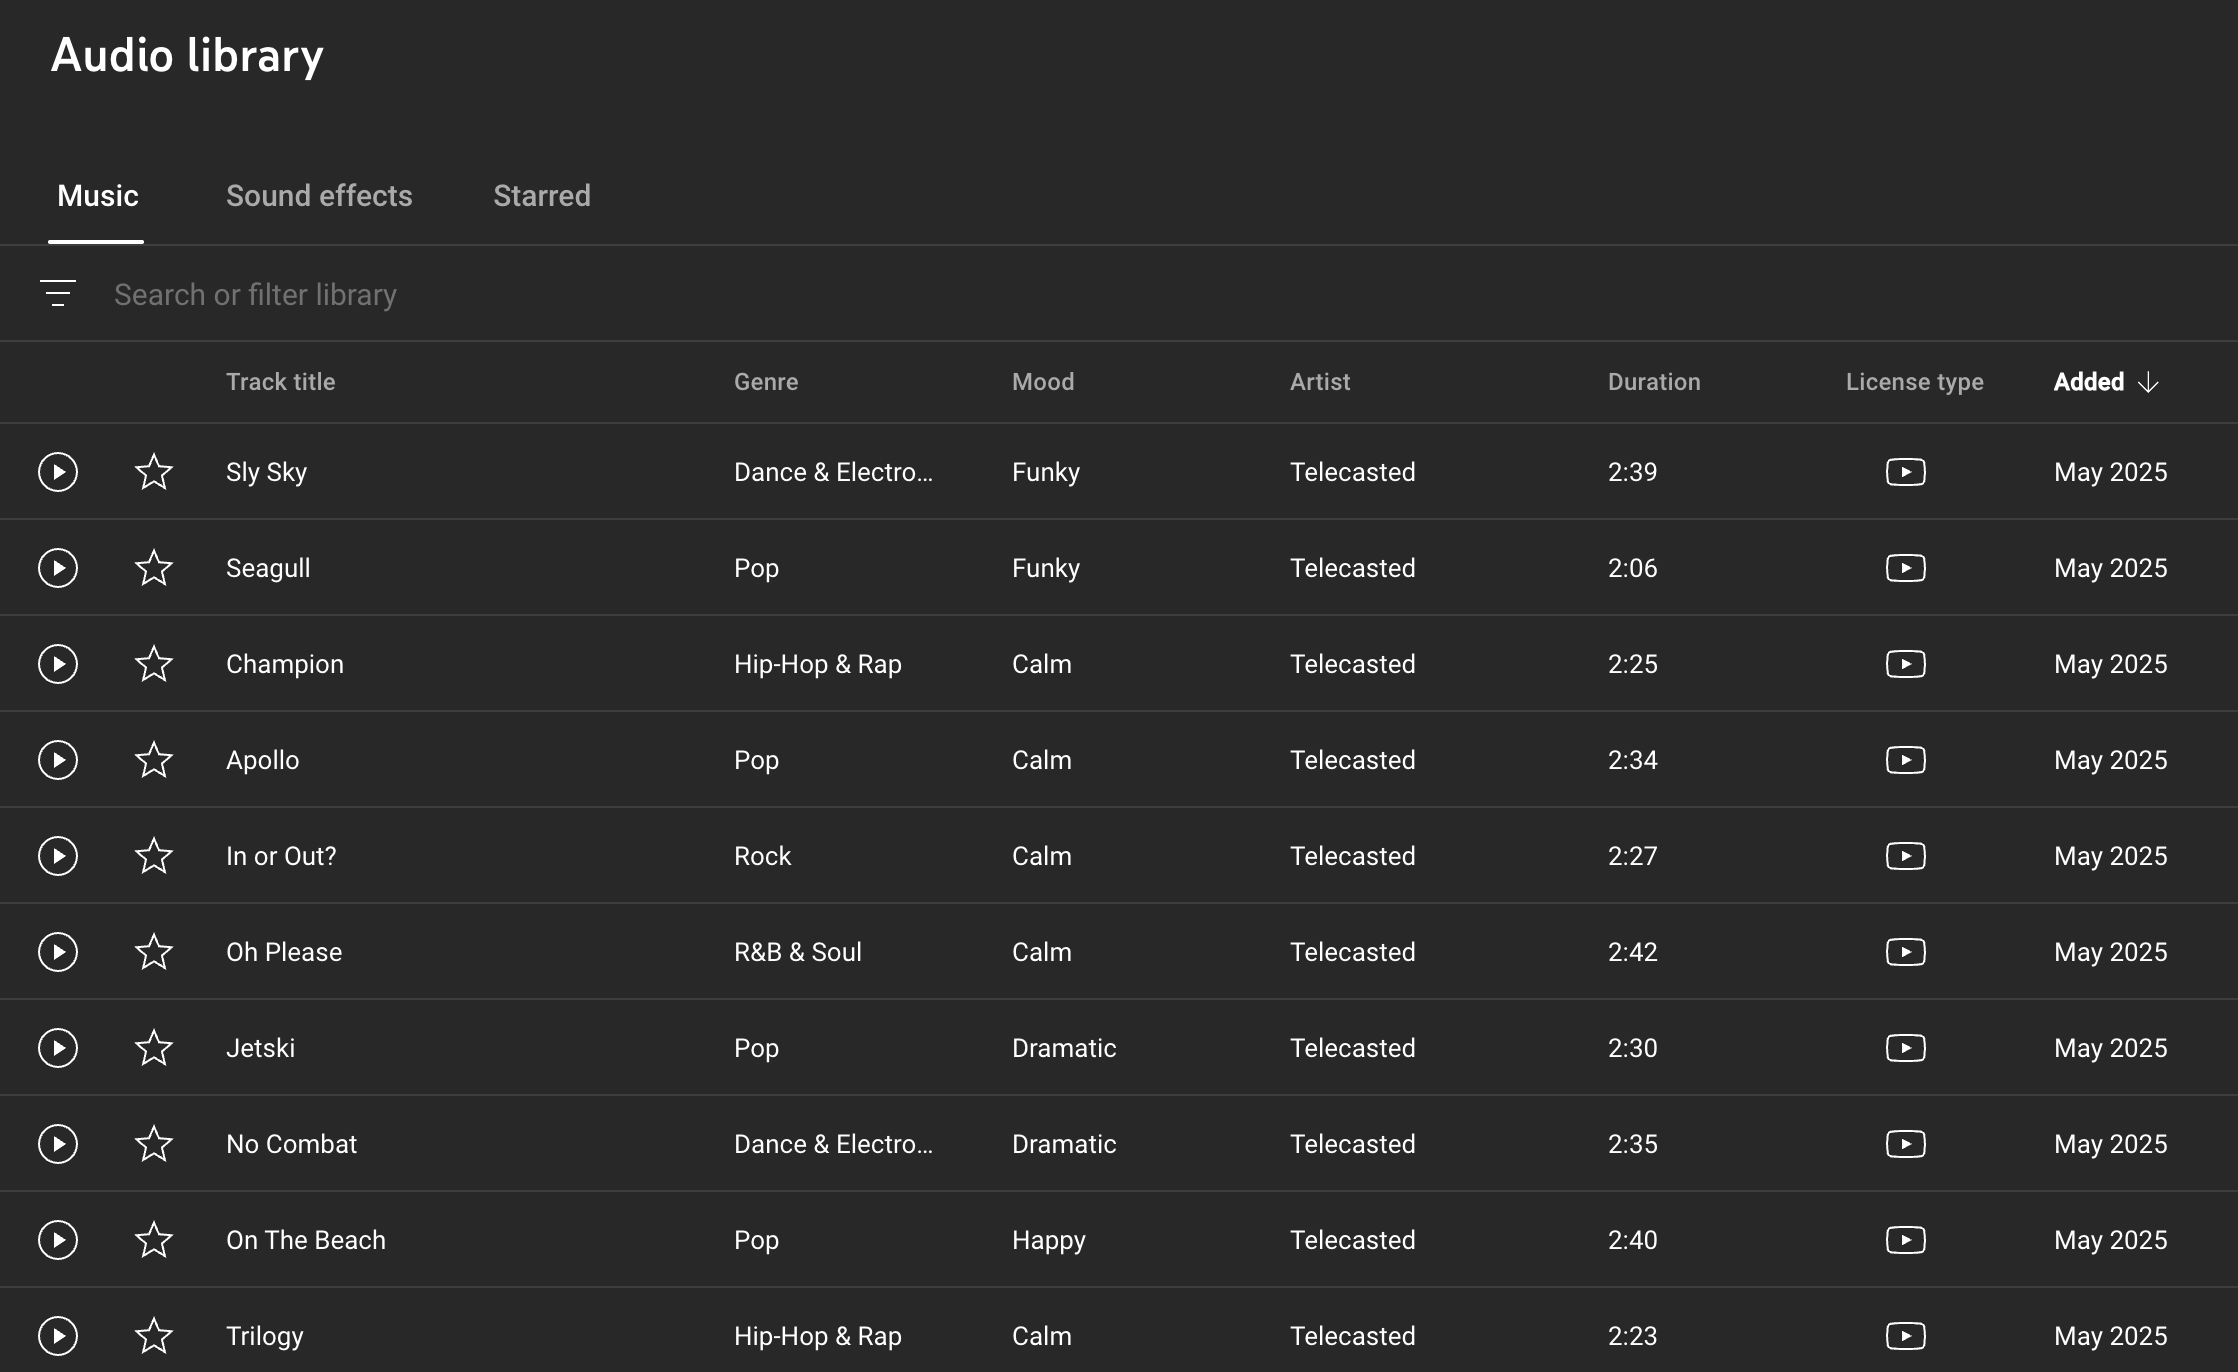 Audio library
Music Sound effects Starred
Search or filter library
Track title Genre Mood Artist Duration License type Added
Sly Sky Dance & Electro... Funky Telecasted 2:39 May 2025
Seagull Pop Funky Telecasted 2:06 May 2025
Champion Hip-Hop & Rap Calm Telecasted 2:25 May 2025
Apollo Pop Calm Telecasted 2:34 May 2025
In or Out? Rock Calm Telecasted 2:27 May 2025
Oh Please R&B & Soul Calm Telecasted 2:42 May 2025
Jetski Pop Dramatic Telecasted 2:30 May 2025
No Combat Dance & Electro... Dramatic Telecasted 2:35 May 2025
On The Beach Pop Happy Telecasted 2:40 May 2025
Trilogy Hip-Hop & Rap Calm Telecasted 2:23 May 2025